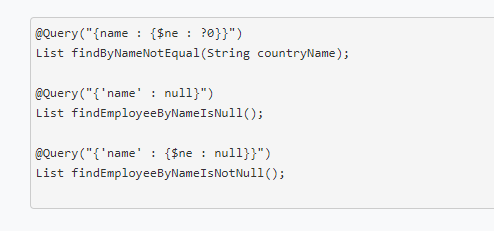 @Query("{name : {$ne : ?0}}")
List findByNameNotEqual(String countryName);
@Query("{'name' : null}")
List findEmployeeByNameIsNull();
@Query("{'name' : {$ne : null}}")
List findEmployeeByNameIsNotNull();